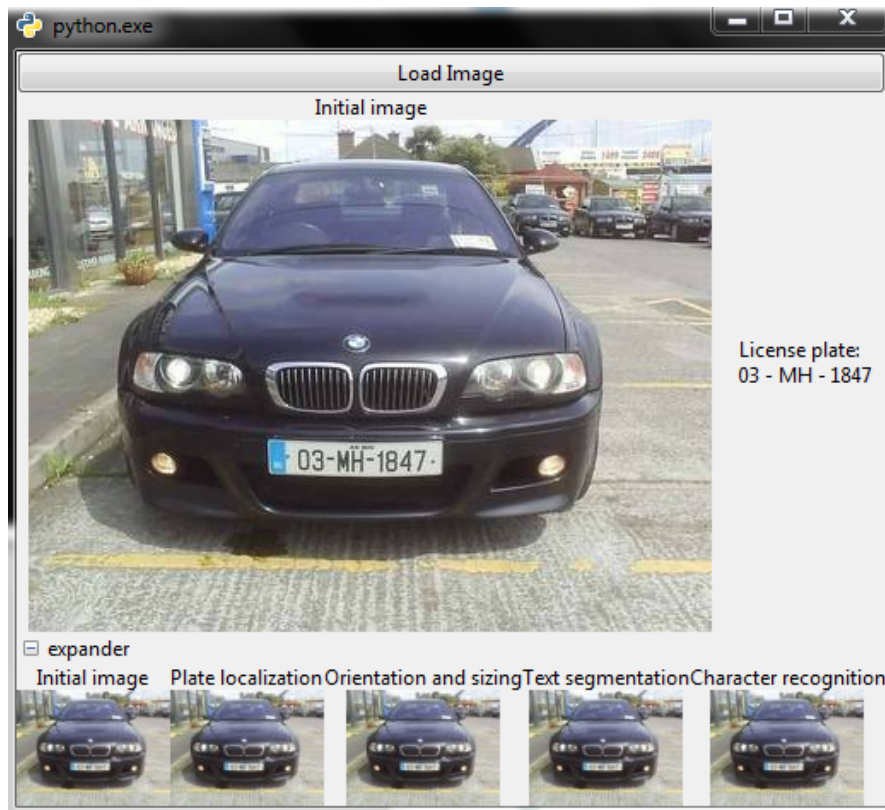 python.exe
Load Image
Initial image
03-MH-1847
License plate:
03 - MH - 1847
expander
Initial image
Plate localization
Orientation and sizing
Text segmentation
Character recognition